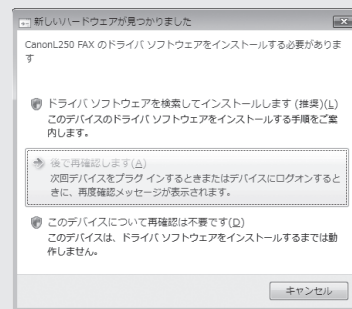 新しいハードウェアが見つかりました
CanonL250 FAX のドライバ ソフトウェアをインストールする必要がありま
す
ドライバ ソフトウェアを検索してインストールします (推奨)(L)
このデバイスのドライバ ソフトウェアをインストールする手順をご案
内します。
後で再確認します(A)
次回デバイスをプラグ インするときまたはデバイスにログオンすると
きに、再度確認メッセージが表示されます。
このデバイスについて再確認は不要です(D)
このデバイスは、ドライバ ソフトウェアをインストールするまでは動
作しません。
キャンセル